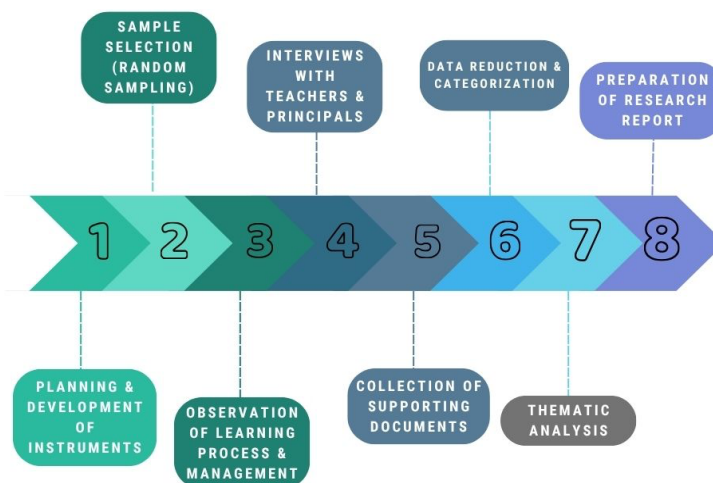 SAMPLE
SELECTION
(RANDOM
SAMPLING)
INTERVIEWS
WITH
TEACHERS &
PRINCIPALS
DATA REDUCTION &
CATEGORIZATION
PREPARATION
OF RESEARCH
REPORT
1 2 3 4 5 6 7 8
PLANNING &
DEVELOPMENT
OF
INSTRUMENTS
OBSERVATION
OF LEARNING
PROCESS &
MANAGEMENT
COLLECTION OF
SUPPORTING
DOCUMENTS
THEMATIC
ANALYSIS